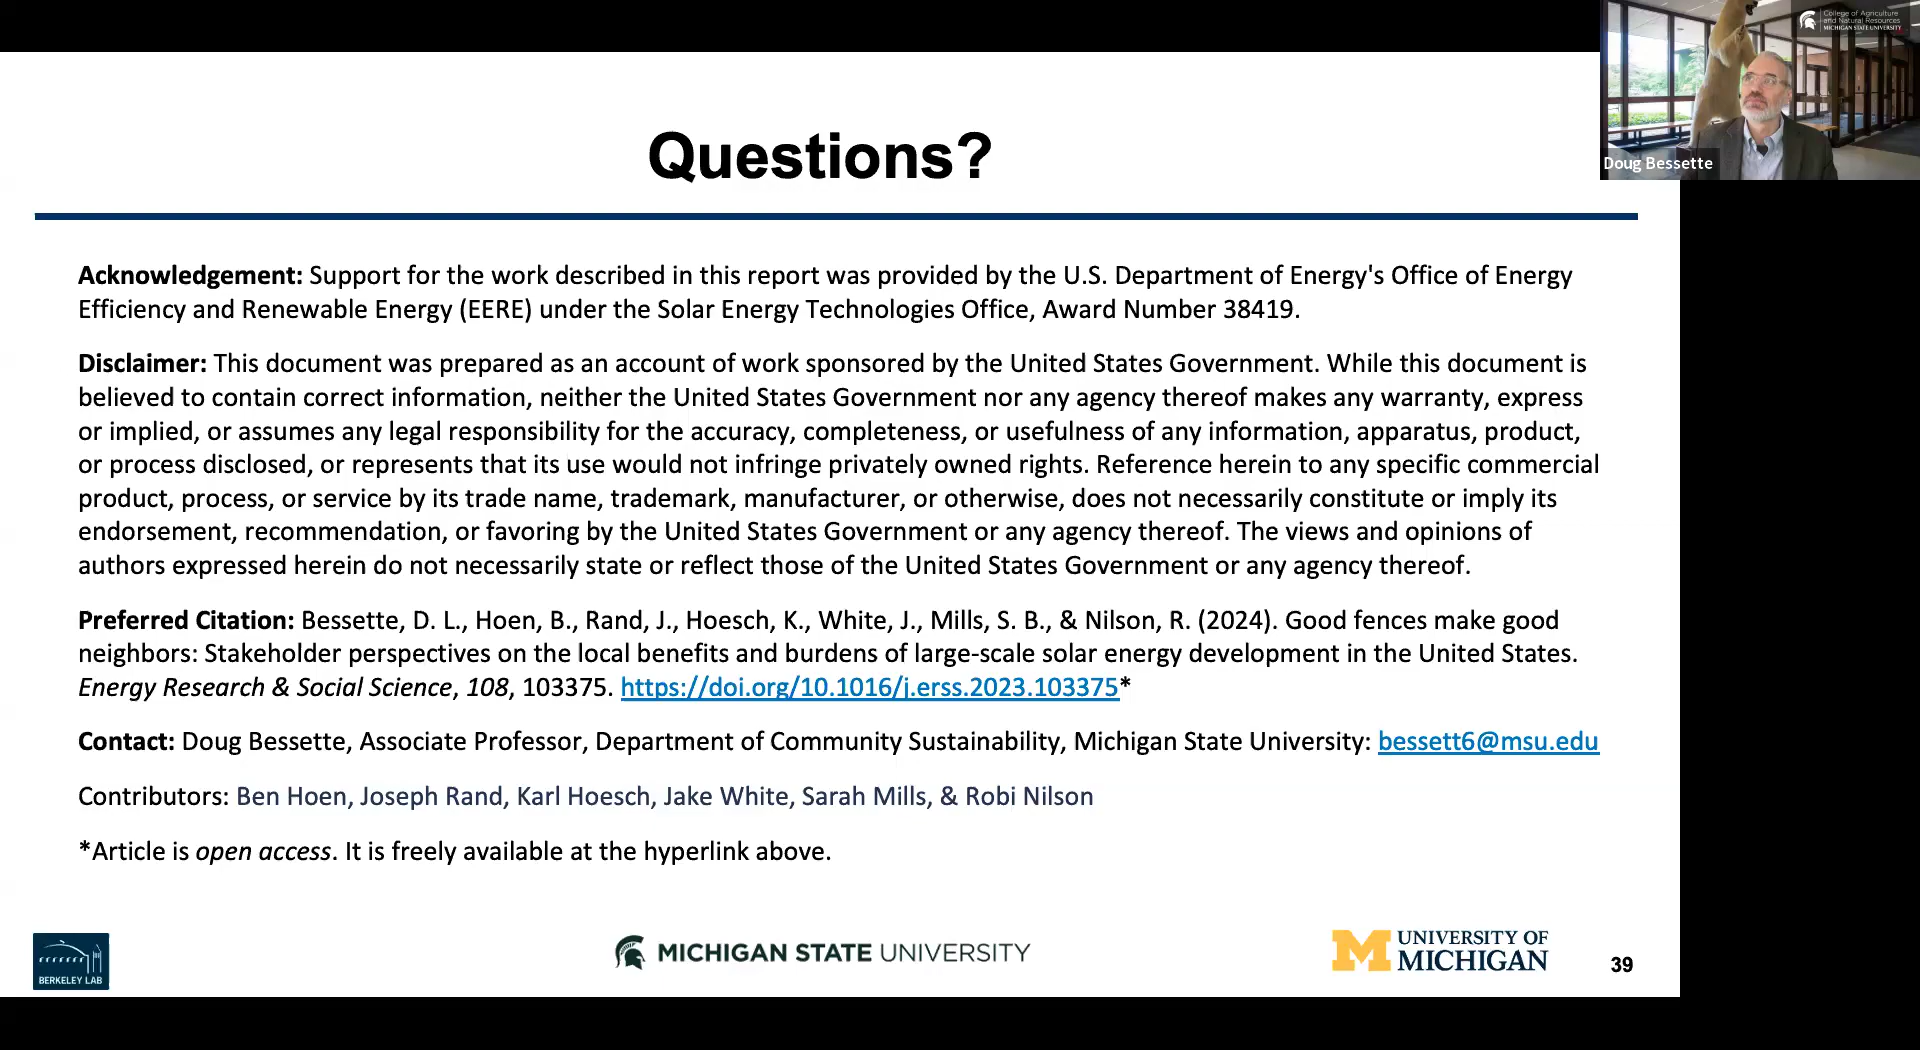 College of Agriculture
and Natural Resources
MICHIGAN STATE UNIVERSITY
Doug Bessette
Questions?
Acknowledgement: Support for the work described in this report was provided by the U.S. Department of Energy's Office of Energy
Efficiency and Renewable Energy (EERE) under the Solar Energy Technologies Office, Award Number 38419.
Disclaimer: This document was prepared as an account of work sponsored by the United States Government. While this document is
believed to contain correct information, neither the United States Government nor any agency thereof makes any warranty, express
or implied, or assumes any legal responsibility for the accuracy, completeness, or usefulness of any information, apparatus, product,
or process disclosed, or represents that its use would not infringe privately owned rights. Reference herein to any specific commercial
product, process, or service by its trade name, trademark, manufacturer, or otherwise, does not necessarily constitute or imply its
endorsement, recommendation, or favoring by the United States Government or any agency thereof. The views and opinions of
authors expressed herein do not necessarily state or reflect those of the United States Government or any agency thereof.
Preferred Citation: Bessette, D. L., Hoen, B., Rand, J., Hoesch, K., White, J., Mills, S. B., & Nilson, R. (2024). Good fences make good
neighbors: Stakeholder perspectives on the local benefits and burdens of large-scale solar energy development in the United States.
Energy Research & Social Science, 108, 103375. https://doi.org/10.1016/j.erss.2023.103375*
Contact: Doug Bessette, Associate Professor, Department of Community Sustainability, Michigan State University: bessett6@msu.edu
Contributors: Ben Hoen, Joseph Rand, Karl Hoesch, Jake White, Sarah Mills, & Robi Nilson
*Article is open access. It is freely available at the hyperlink above.
BERKELEY LAB
MICHIGAN STATE UNIVERSITY
M UNIVERSITY OF
MICHIGAN
39